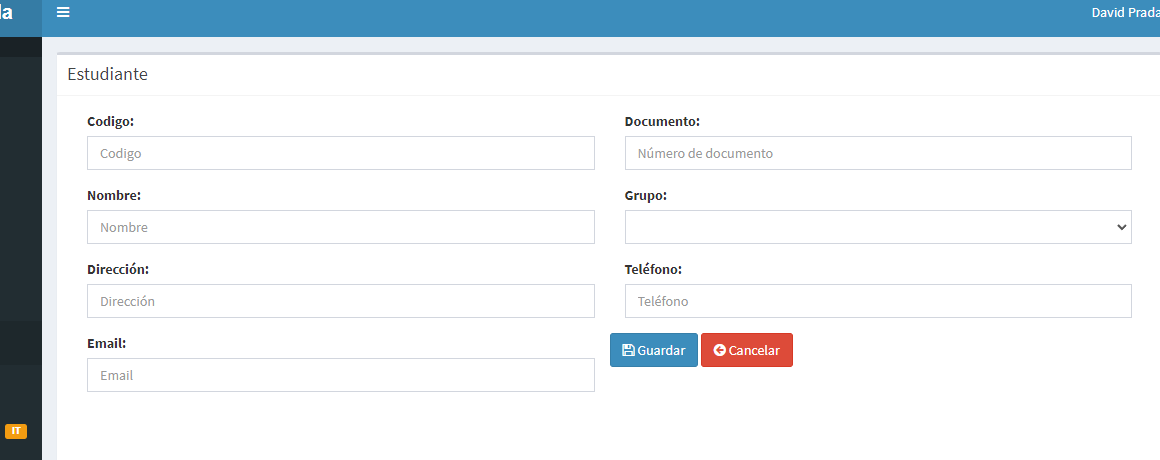 David Prada
Estudiante
Codigo:
Codigo
Documento:
Número de documento
Nombre:
Nombre
Grupo:
Dirección:
Dirección
Teléfono:
Teléfono
Email:
Email
Guardar
Cancelar
IT